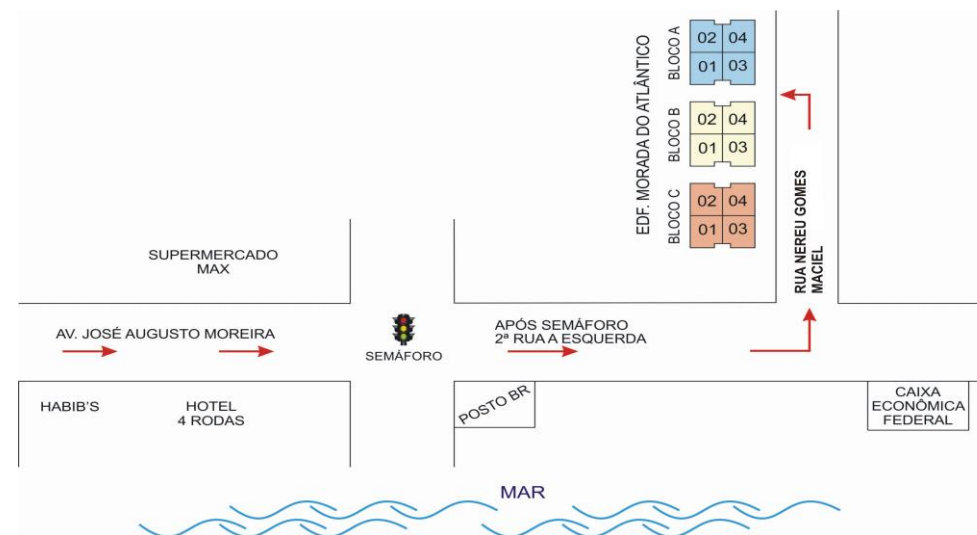 EDF. MORADA DO ATLÂNTICO
BLOCO A
02 04
01 03
BLOCO B
02 04
01 03
BLOCO C
02 04
01 03
RUA NEREU GOMES
MACIEL
SUPERMERCADO
MAX
AV. JOSÉ AUGUSTO MOREIRA
SEMÁFORO
APÓS SEMÁFORO
2ª RUA A ESQUERDA
HABIB'S
HOTEL
4 RODAS
POSTO BR
CAIXA
ECONÔMICA
FEDERAL
MAR